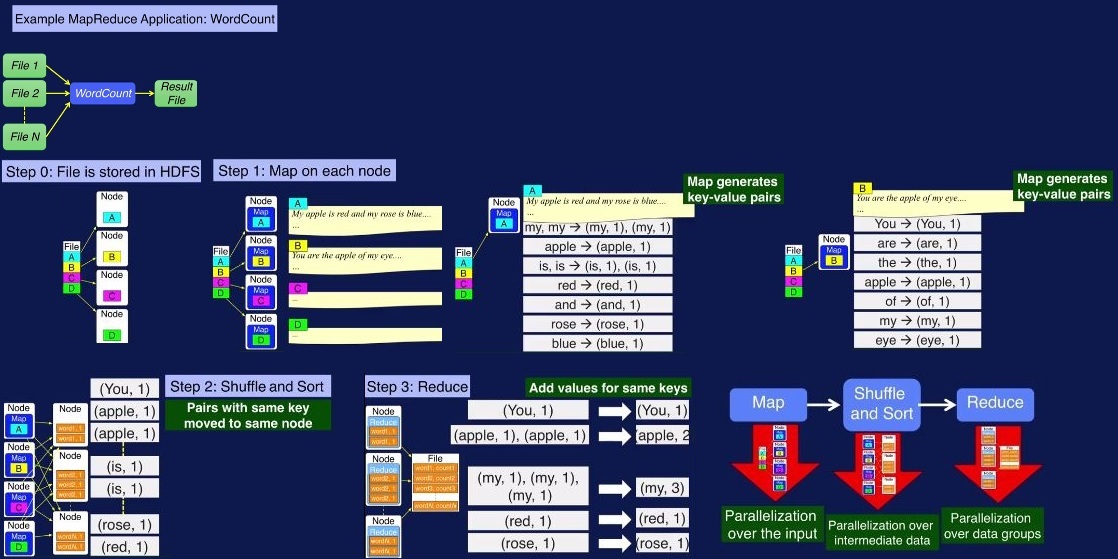 Example MapReduce Application: WordCount
File 1
File 2
File N
WordCount
Result
File
Step 0: File is stored in HDFS
Node
A
Node
B
Node
C
Node
D
File
A
B
C
D
Step 1: Map on each node
File
A
B
C
D
Node
Map
A
Node
Map
B
Node
Map
C
Node
Map
D
A
My apple is red and my rose is blue....
...
B
You are the apple of my eye....
...
C
...
D
...
File
A
B
C
D
Node
Map
A
A
My apple is red and my rose is blue....
...
Map generates
key-value pairs
my, my → (my, 1), (my, 1)
apple → (apple, 1)
is, is → (is, 1), (is, 1)
red → (red, 1)
and → (and, 1)
rose → (rose, 1)
blue → (blue, 1)
File
A
B
C
D
Node
Map
B
B
You are the apple of my eye....
...
Map generates
key-value pairs
You → (You, 1)
are → (are, 1)
the → (the, 1)
apple → (apple, 1)
of → (of, 1)
my → (my, 1)
eye → (eye, 1)
Step 2: Shuffle and Sort
Pairs with same key
moved to same node
Node
Map
A
Node
Map
B
Node
Map
C
Node
Map
D
Node
word1, 1
word1, 1
Node
word2, 1
word2, 1
word3, 1
Node
wordN, 1
(You, 1)
(apple, 1)
(apple, 1)
(is, 1)
(is, 1)
(rose, 1)
(red, 1)
Step 3: Reduce
Add values for same keys
Node
Reduce
word1, 1
word1, 1
Node
Reduce
word2, 1
word2, 1
word3, 1
Node
Reduce
wordN, 1
File
word1, count1
word2, count2
word3, count3
wordN, countN
(You, 1)
(You, 1)
(apple, 1), (apple, 1)
(apple, 2
(my, 1), (my, 1),
(my, 1)
(my, 3)
(red, 1)
(red, 1)
(rose, 1)
(rose, 1)
Map
Shuffle
and Sort
Reduce
Parallelization
over the input
Parallelization over
intermediate data
Parallelization
over data groups